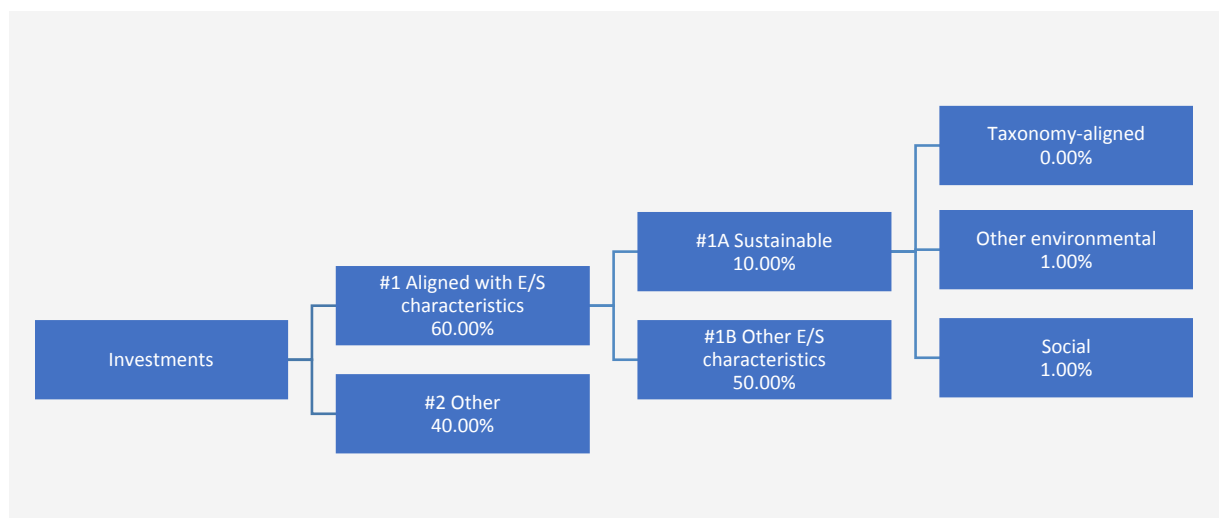 Investments
#1 Aligned with E/S
characteristics
60.00%
#2 Other
40.00%
#1A Sustainable
10.00%
#1B Other E/S
characteristics
50.00%
Taxonomy-aligned
0.00%
Other environmental
1.00%
Social
1.00%